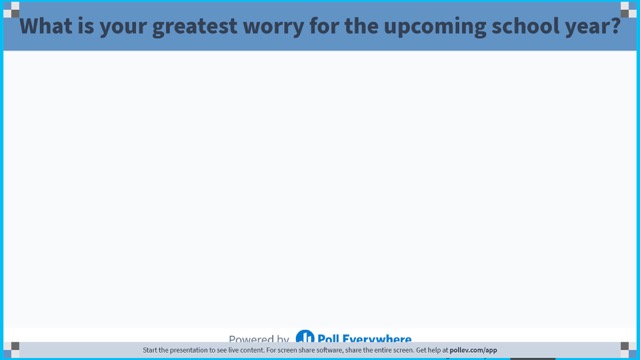 What is your greatest worry for the upcoming school year?
Powered by Poll Everywhere
Start the presentation to see live content. For screen share software, share the entire screen. Get help at pollev.com/app